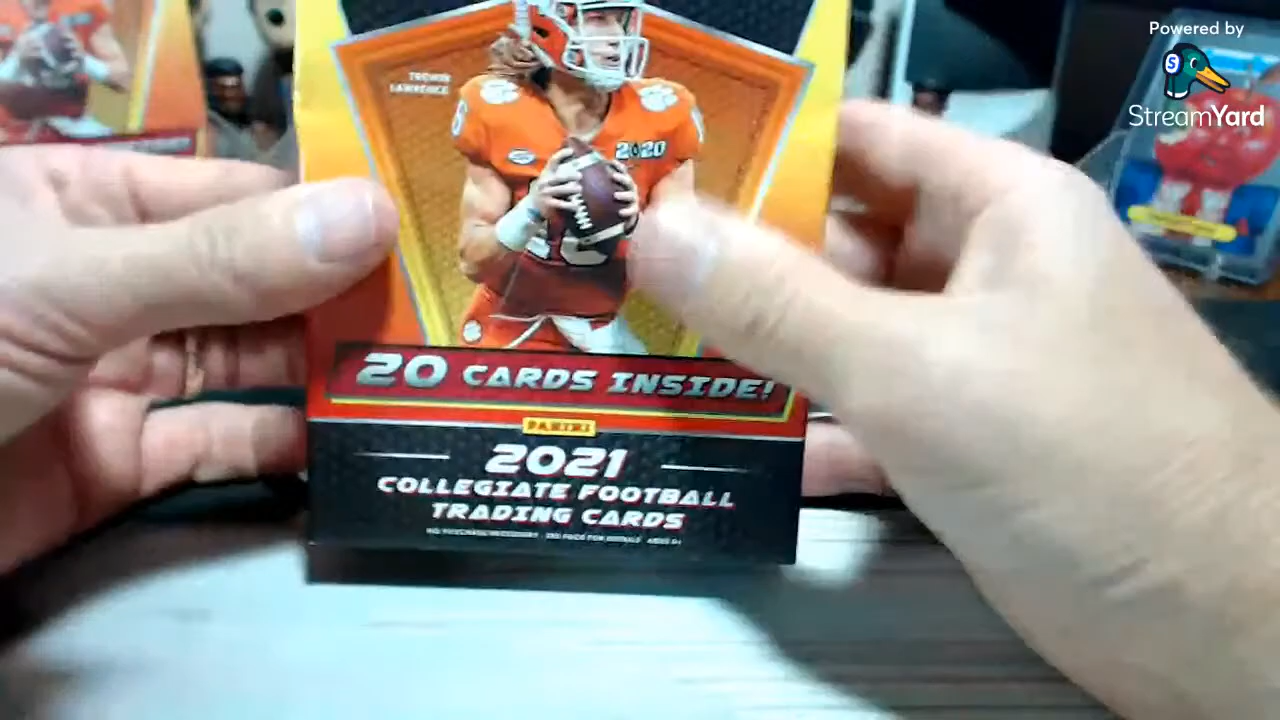 Powered by
StreamYard
S
TREVOR
LAWRENCE
2020
20 CARDS INSIDE!
PANINI
2021
COLLEGIATE FOOTBALL
TRADING CARDS